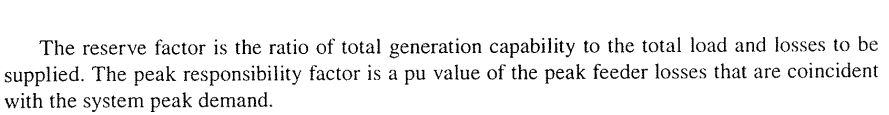 The reserve factor is the ratio of total generation capability to the total load and losses to be
supplied. The peak responsibility factor is a pu value of the peak feeder losses that are coincident
with the system peak demand.